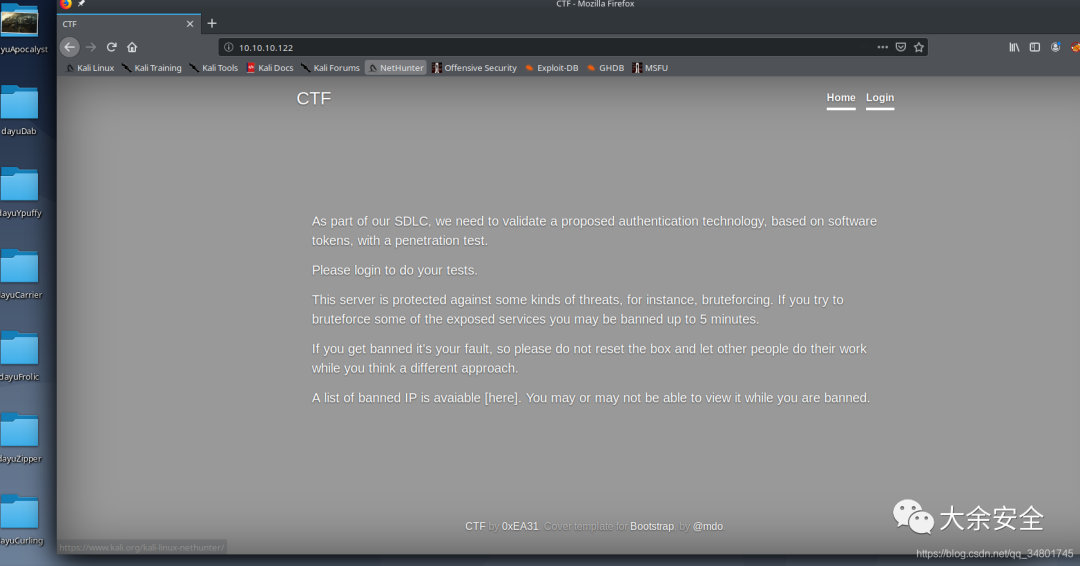 CTF - Mozilla Firefox
CTF
10.10.10.122
Kali Linux Kali Training Kali Tools Kali Docs Kali Forums NetHunter Offensive Security Exploit-DB GHDB MSFU
CTF Home Login
As part of our SDLC, we need to validate a proposed authentication technology, based on software
tokens, with a penetration test.
Please login to do your tests.
This server is protected against some kinds of threats, for instance, bruteforcing. If you try to
bruteforce some of the exposed services you may be banned up to 5 minutes.
If you get banned it's your fault, so please do not reset the box and let other people do their work
while you think a different approach.
A list of banned IP is avaiable [here]. You may or may not be able to view it while you are banned.
CTF by 0xEA31. Cover template for Bootstrap, by @mdo.
https://www.kali.org/kali-linux-nethunter/
yuApocalyst
dayuDab
dayuYpuffy
ayuCarrier
dayuFrolic
dayuZipper
ayuCurling
大余安全
https://blog.csdn.net/qq_34801745